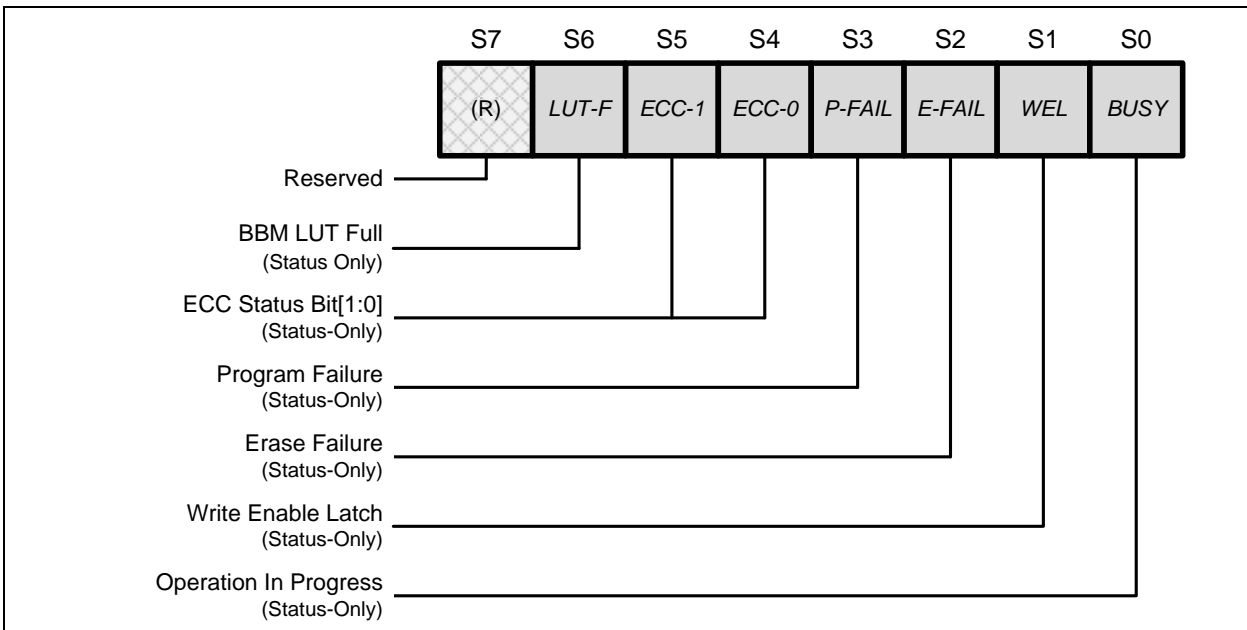 S7 S6 S5 S4 S3 S2 S1 S0
(R) LUT-F ECC-1 ECC-0 P-FAIL E-FAIL WEL BUSY
Reserved
BBM LUT Full
(Status Only)
ECC Status Bit[1:0]
(Status-Only)
Program Failure
(Status-Only)
Erase Failure
(Status-Only)
Write Enable Latch
(Status-Only)
Operation In Progress
(Status-Only)